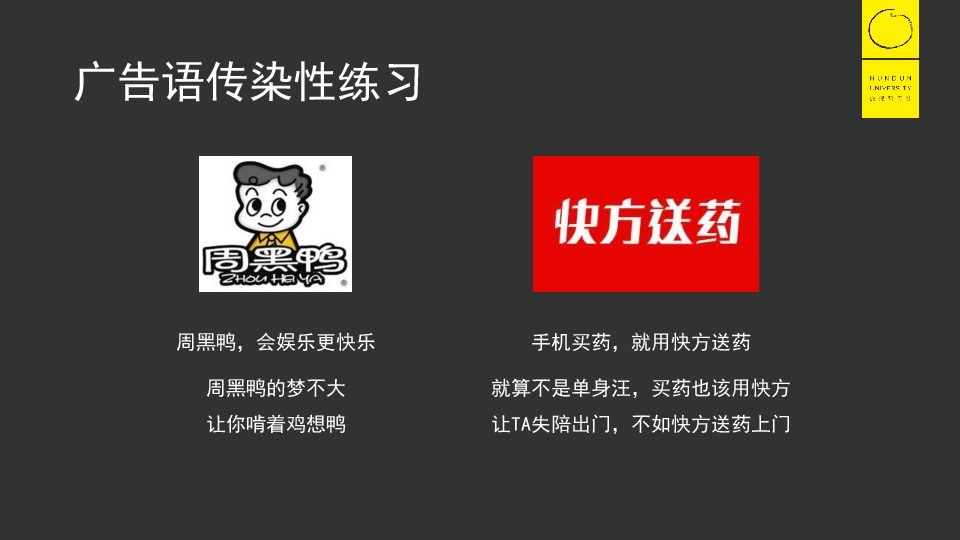 广告语传染性练习
HUNDUN
UNIVERSITY
周黑鸭
ZHOU HEI YA
快方送药
周黑鸭，会娱乐更快乐
周黑鸭的梦不大
让你啃着鸡想鸭
手机买药，就用快方送药
就算不是单身汪，买药也该用快方
让TA失陪出门，不如快方送药上门